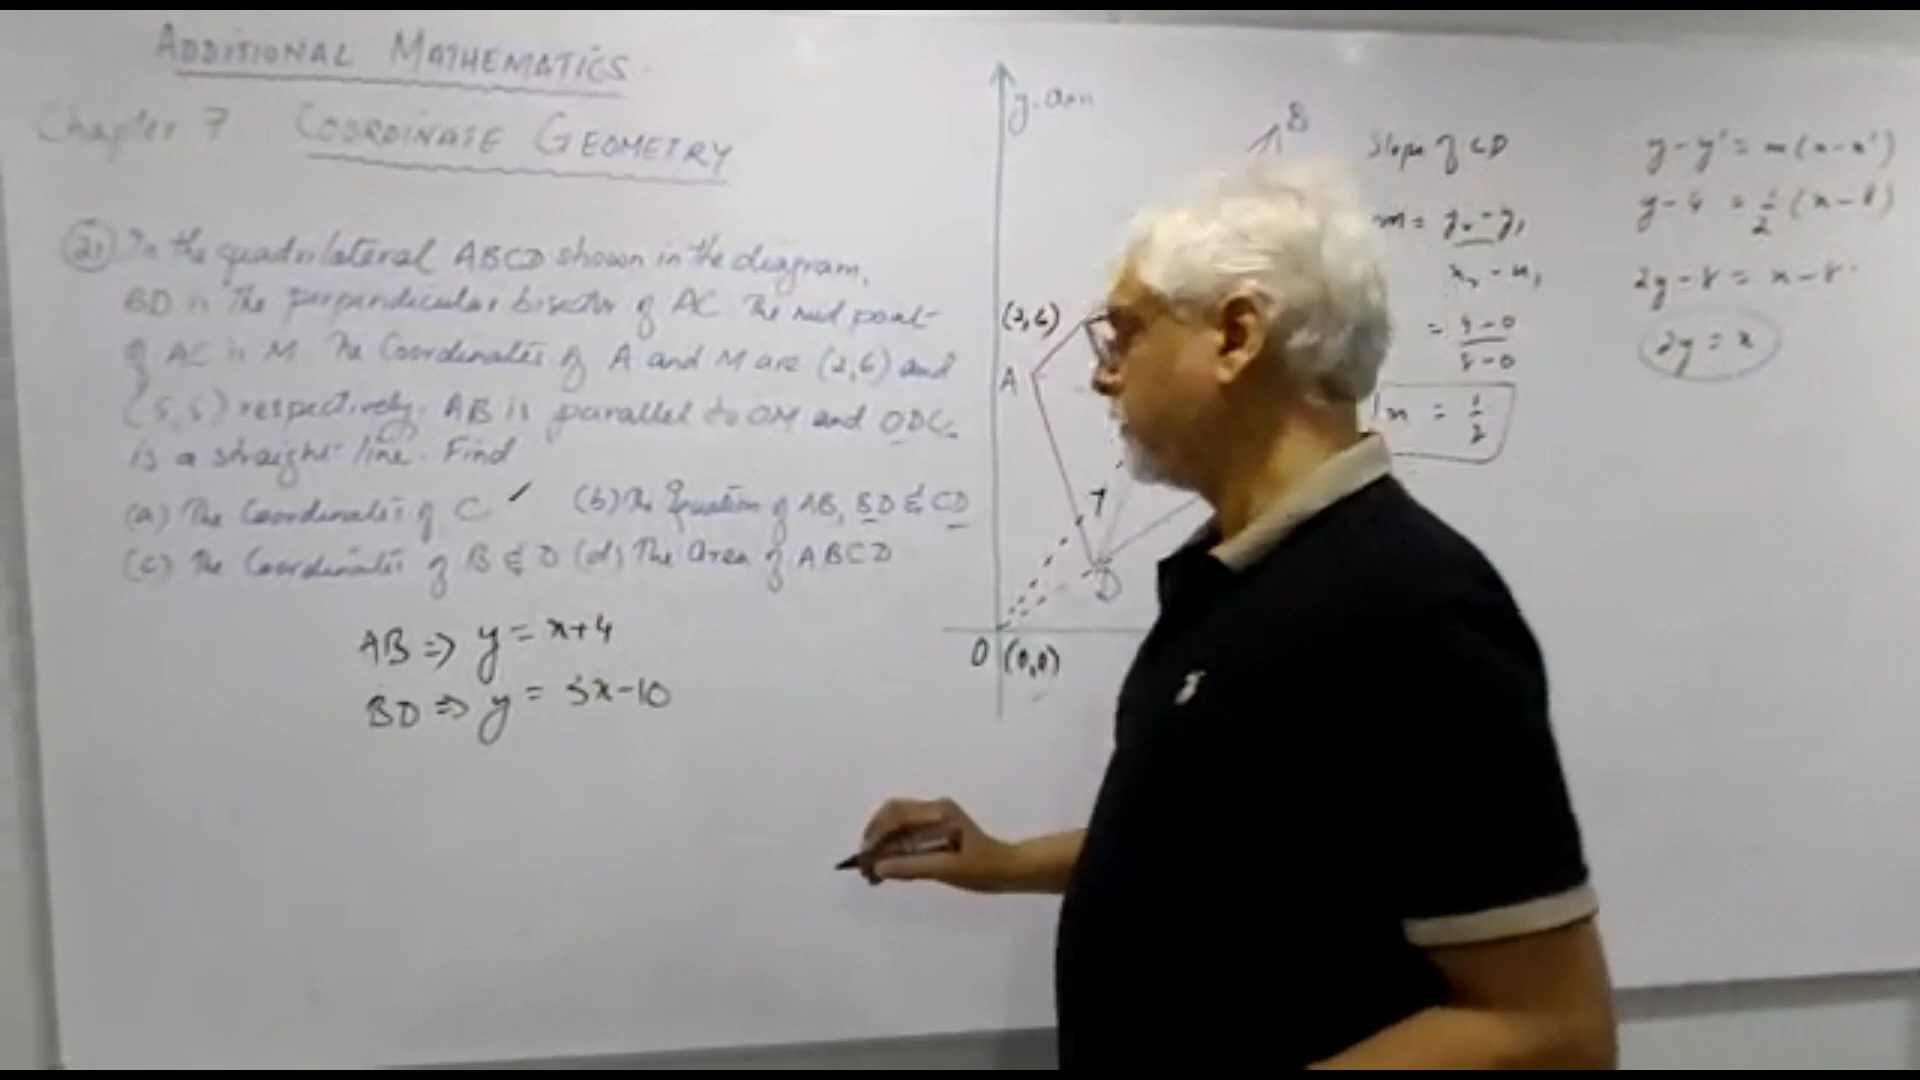 ADDITIONAL MATHEMATICS
Chapter 7 COORDINATE GEOMETRY
21 In the quadrilateral ABCD shown in the diagram,
BD is the perpendicular bisector of AC. The mid point
of AC is M. The Coordinates of A and M are (2,6) and
(5,5) respectively. AB is parallel to OM and ODC
is a straight line. Find
(a) The Coordinates of C ✓ (b) The Equation of AB, BD & CD
(c) The Coordinates of B & D (d) The Area of ABCD
AB ⇒ y = x+4
BD ⇒ y = 3x-10
y-axis
B
(2,6)
A
D
O (0,0)
Slope of CD
m = y₂-y₁
x₂-x₁
= 4-0
8-0
m = 1/2
y-y' = m(x-x')
y-4 = 1/2 (x-8)
2y-8 = x-8
2y = x